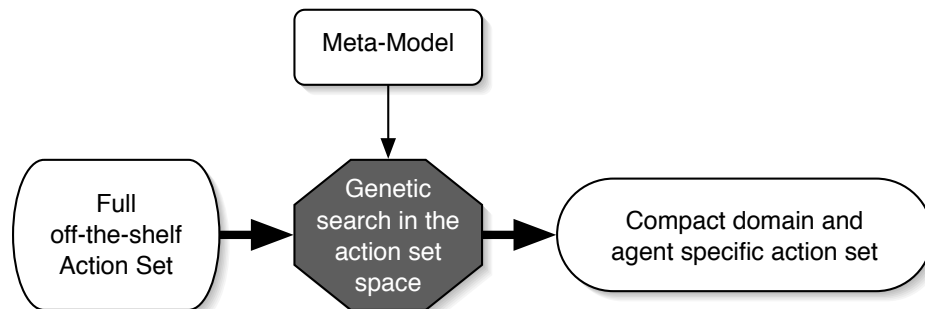 Meta-Model
Full
off-the-shelf
Action Set
Genetic
search in the
action set
space
Compact domain and
agent specific action set